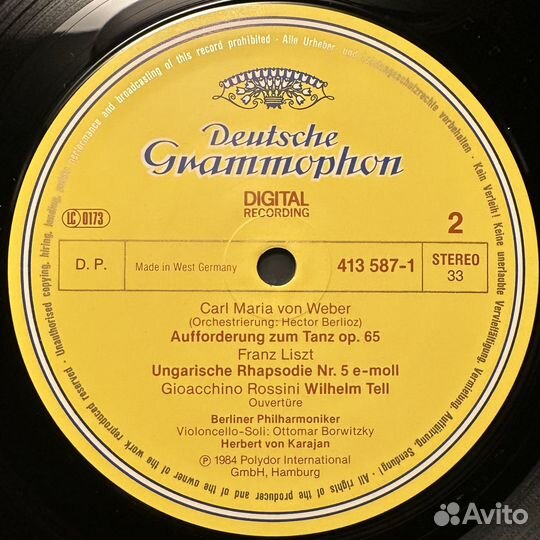 Deutsche
Grammophon
DIGITAL
RECORDING
LC 0173
2
D. P.
Made in West Germany
413 587-1
STEREO
33
Carl Maria von Weber
(Orchestrierung: Hector Berlioz)
Aufforderung zum Tanz op. 65
Franz Liszt
Ungarische Rhapsodie Nr. 5 e-moll
Gioacchino Rossini Wilhelm Tell
Ouvertüre
Berliner Philharmoniker
Violoncello-Soli: Ottomar Borwitzky
Herbert von Karajan
℗ 1984 Polydor International
GmbH, Hamburg
· All rights of the producer and of the owner of the work reproduced reserved · Unauthorised copying, hiring, lending, public performance and broadcasting of this record prohibited · Alle Urheber- und Leistungsschutzrechte vorbehalten · Kein Verleih! Keine unerlaubte Vervielfältigung, Vermietung, Aufführung, Sendung!
Avito